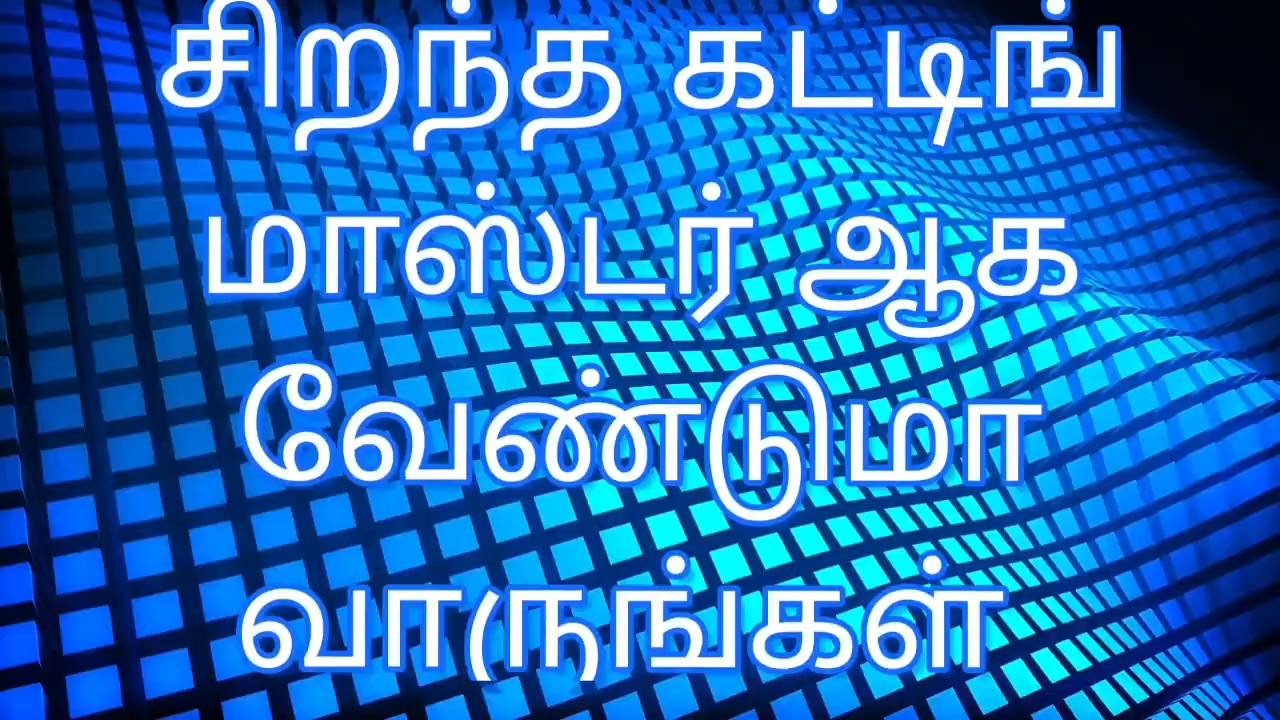 சிறந்த கட்டிங்
மாஸ்டர் ஆக
வேண்டுமா
வாருங்கள்